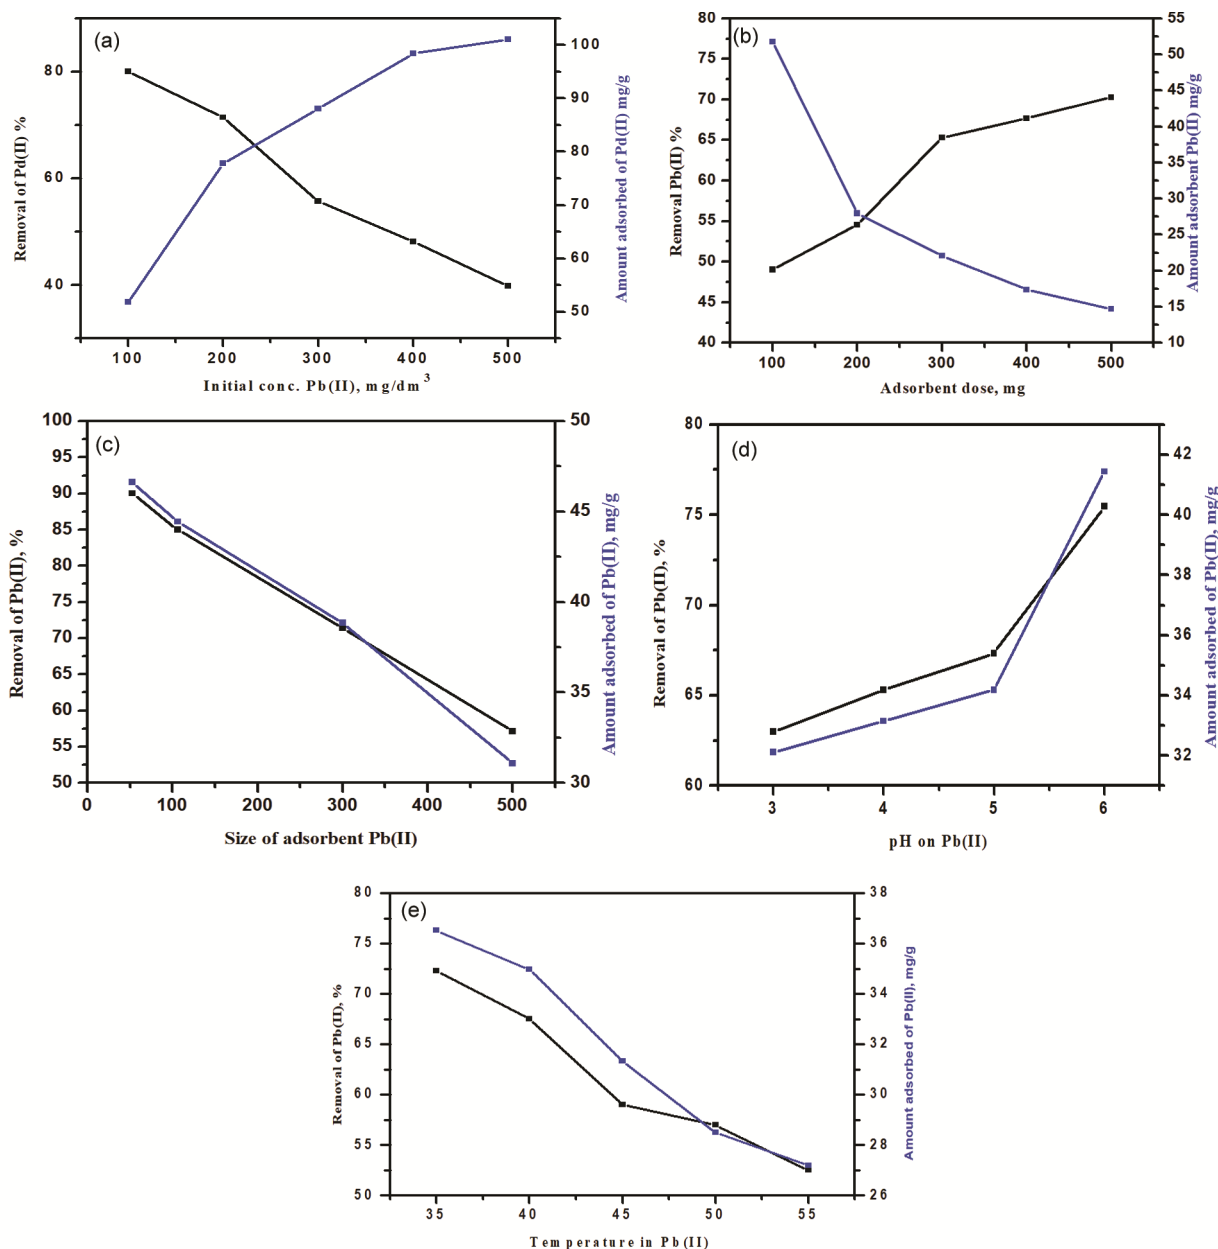 (a)
Removal of Pd(II) %
80
60
40
100
90
80
70
60
50
Amount adsorbed of Pd(II) mg/g
100 200 300 400 500
Initial conc. Pb(II), mg/dm³
(b)
Removal Pb(II) %
80
75
70
65
60
55
50
45
40
55
50
45
40
35
30
25
20
15
10
Amount adsorbent Pb(II) mg/g
100 200 300 400 500
Adsorbent dose, mg
(c)
Removal of Pb(II), %
100
95
90
85
80
75
70
65
60
55
50
50
45
40
35
30
Amount adsorbed of Pb(II), mg/g
0 100 200 300 400 500
Size of adsorbent Pb(II)
(d)
Removal of Pb(II), %
80
75
70
65
60
42
40
38
36
34
32
Amount adsorbed of Pb(II), mg/g
3 4 5 6
pH on Pb(II)
(e)
Removal of Pb(II), %
80
75
70
65
60
55
50
38
36
34
32
30
28
26
Amount adsorbed of Pb(II), mg/g
35 40 45 50 55
Temperature in Pb(II)